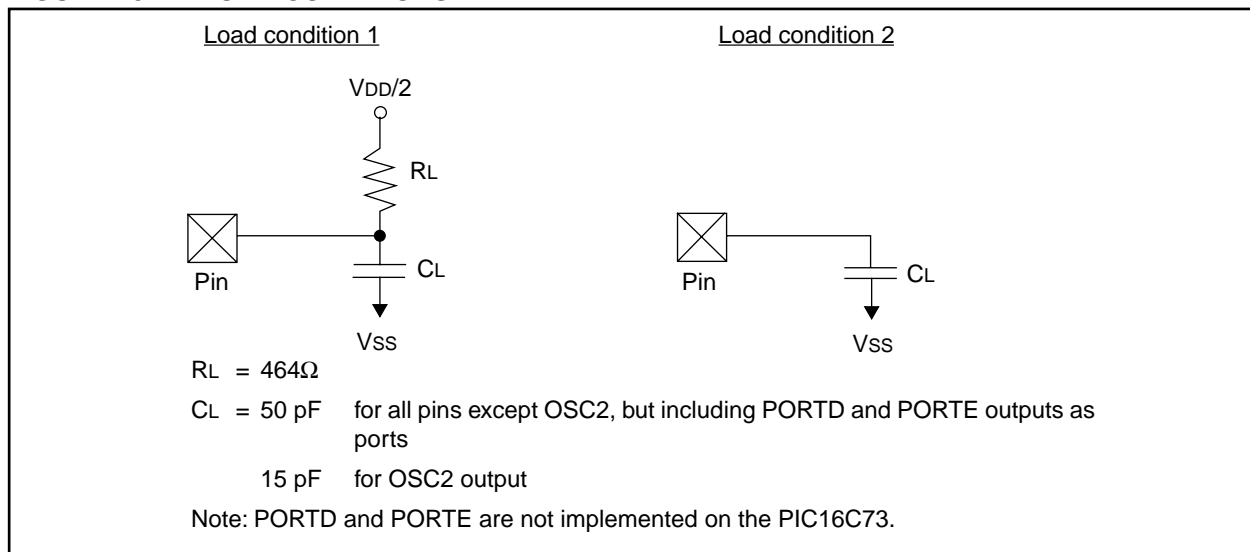 Load condition 1
Load condition 2
VDD/2
RL
Pin
CL
VSS
Pin
CL
VSS
RL = 464Ω
CL = 50 pF for all pins except OSC2, but including PORTD and PORTE outputs as
ports
15 pF for OSC2 output
Note: PORTD and PORTE are not implemented on the PIC16C73.